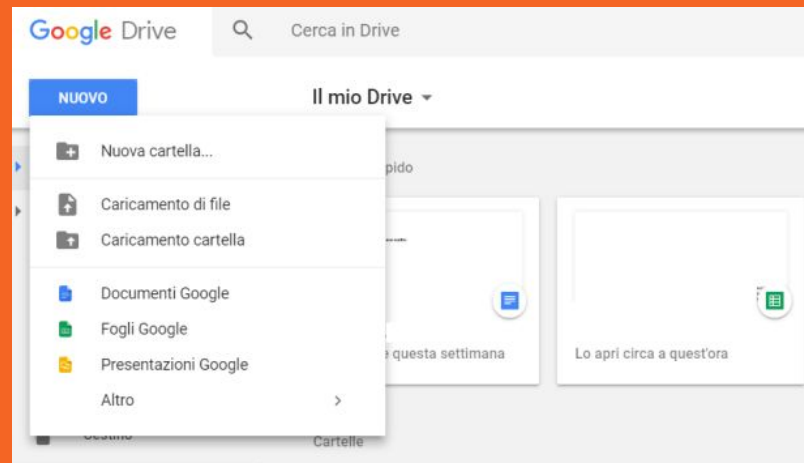 Google Drive
Cerca in Drive
NUOVO
Il mio Drive
Nuova cartella...
pido
Caricamento di file
Caricamento cartella
Documenti Google
Fogli Google
Presentazioni Google
questa settimana
Lo apri circa a quest'ora
Altro
Cestino
Cartelle